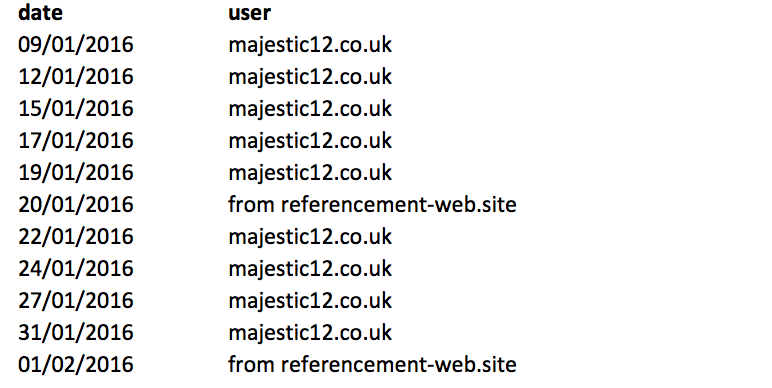 date user
09/01/2016 majestic12.co.uk
12/01/2016 majestic12.co.uk
15/01/2016 majestic12.co.uk
17/01/2016 majestic12.co.uk
19/01/2016 majestic12.co.uk
20/01/2016 from referencement-web.site
22/01/2016 majestic12.co.uk
24/01/2016 majestic12.co.uk
27/01/2016 majestic12.co.uk
31/01/2016 majestic12.co.uk
01/02/2016 from referencement-web.site